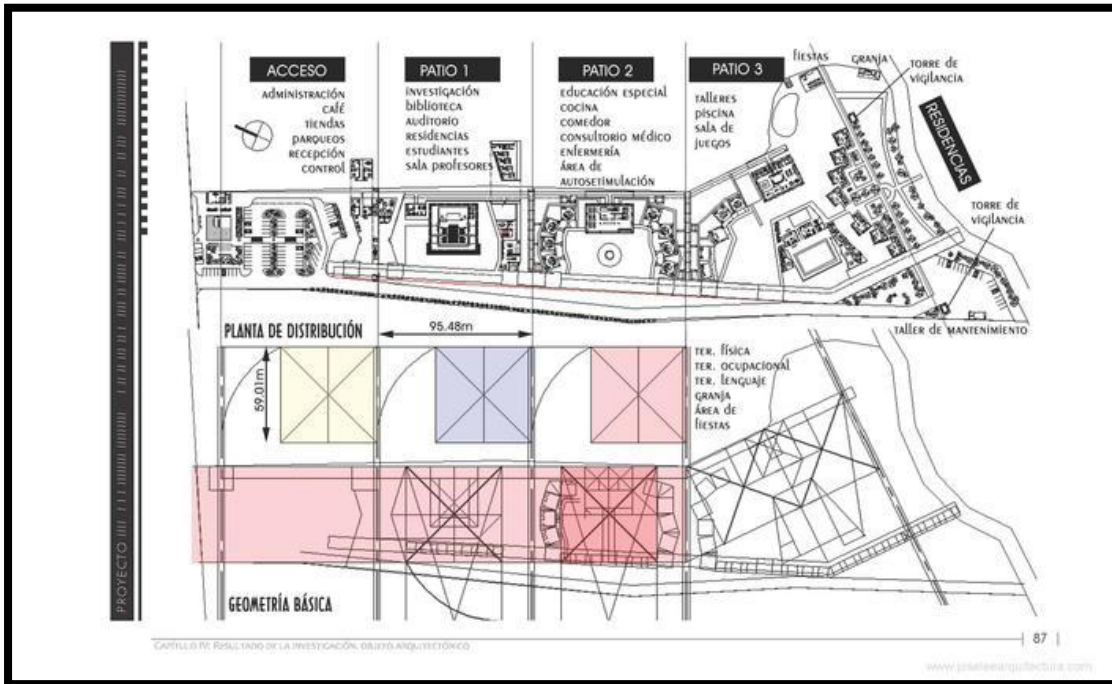 ACCESO
ADMINISTRACIÓN
CAFÉ
TIENDAS
PARQUEOS
RECEPCIÓN
CONTROL
PATIO 1
INVESTIGACIÓN
BIBLIOTECA
AUDITORIO
RESIDENCIAS
ESTUDIANTES
SALA PROFESORES
PATIO 2
EDUCACIÓN ESPECIAL
COCINA
COMEDOR
CONSULTORIO MÉDICO
ENFERMERÍA
ÁREA DE
AUTOSETIMULACIÓN
PATIO 3
TALLERES
PISCINA
SALA DE
JUEGOS
FIESTAS
GRANJA
TORRE DE
VIGILANCIA
RESIDENCIAS
TORRE DE
VIGILANCIA
TALLER DE MANTENIMIENTO
PLANTA DE DISTRIBUCIÓN
95.48m
59.01m
TER. FÍSICA
TER. OCUPACIONAL
TER. LENGUAJE
GRANJA
ÁREA DE
FIESTAS
GEOMETRÍA BÁSICA
PROYECTO
CAPÍTULO IV: RESULTADO DE LA INVESTIGACIÓN, OBJETO ARQUITECTÓNICO
87
www.joseleearquitectura.com